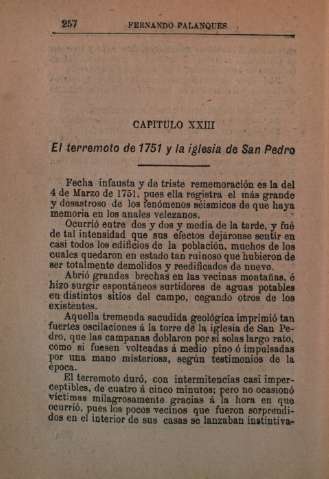 257 FERNANDO PALANQUES
CAPITULO XXIII
El terremoto de 1751 y la iglesia de San Pedro
Fecha infausta y de triste rememoración es la del
4 de Marzo de 1751, pues ella registra el más grande
y desastroso de los fenómenos seismicos de que haya
memoria en los anales velezanos.
Ocurrió entre dos y dos y media de la tarde, y fué
de tal intensidad que sus efectos dejáronse sentir en
casi todos los edificios de la población, muchos de los
cuales quedaron en estado tan ruinoso que hubieron de
ser totalmente demolidos y reedificados de nuevo.
Abrió grandes brechas en las vecinas montañas, é
hizo surgir espontáneos surtidores de aguas potables
en distintos sitios del campo, cegando otros de los
existentes.
Aquella tremenda sacudida geológica imprimió tan
fuertes oscilaciones á la torre de la iglesia de San Pe-
dro, que las campanas doblaron por sí solas largo rato,
como si fuesen volteadas á medio pino ó impulsadas
por una mano misteriosa, según testimonios de la
época.
El terremoto duró, con intermitencias casi imper-
ceptibles, de cuatro á cinco minutos; pero no ocasionó
víctimas milagrosamente gracias á la hora en que
ocurrió, pues los pocos vecinos que fueron sorprendi-
dos en el interior de sus casas se lanzaban instintiva-